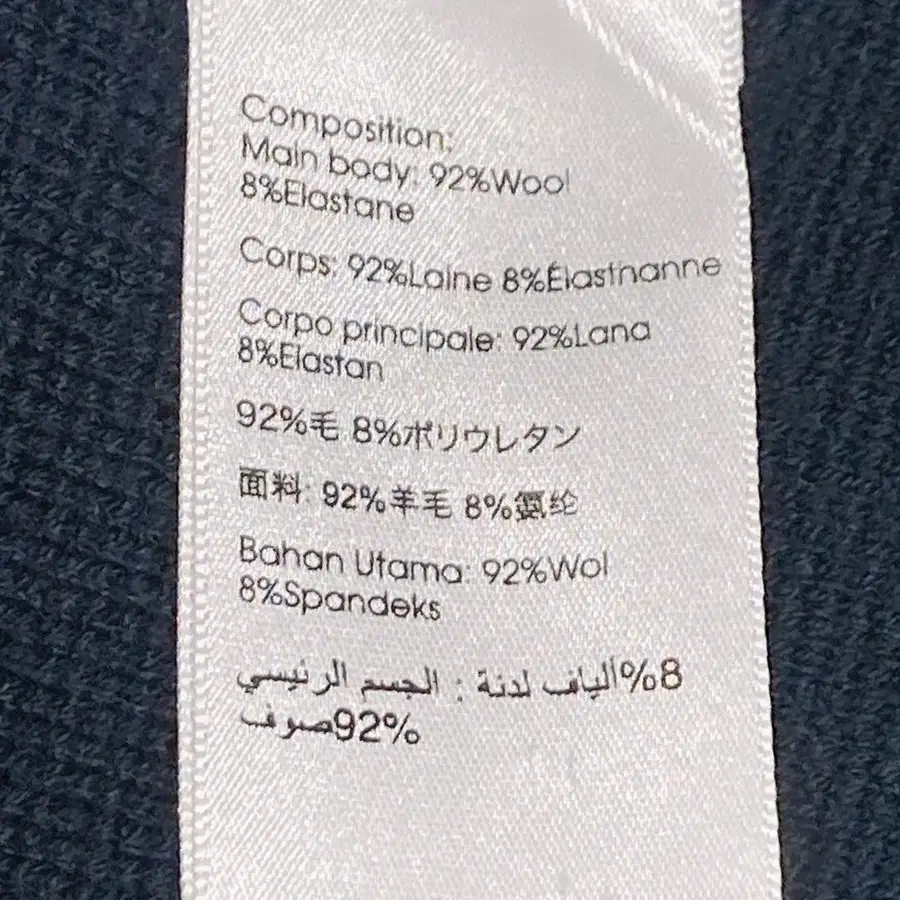 Composition:
Main body: 92%Wool
8%Elastane
Corps: 92%Laine 8%Élasthanne
Corpo principale: 92%Lana
8%Elastan
92%毛 8%ポリウレタン
面料: 92%羊毛 8%氨纶
Bahan Utama: 92%Wol
8%Spandeks
8%ألياف لدنة : الجسم الرئيسي
92%صوف